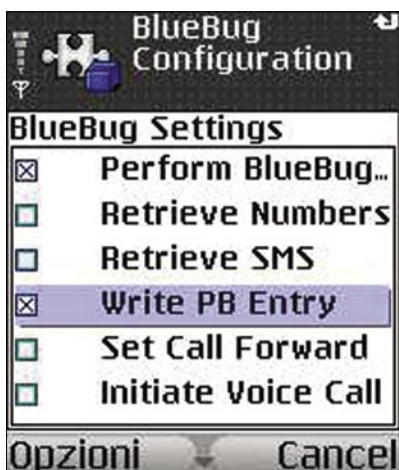 BlueBug
Configuration
BlueBug Settings
Perform BlueBug...
Retrieve Numbers
Retrieve SMS
Write PB Entry
Set Call Forward
Initiate Voice Call
Opzioni Cancel